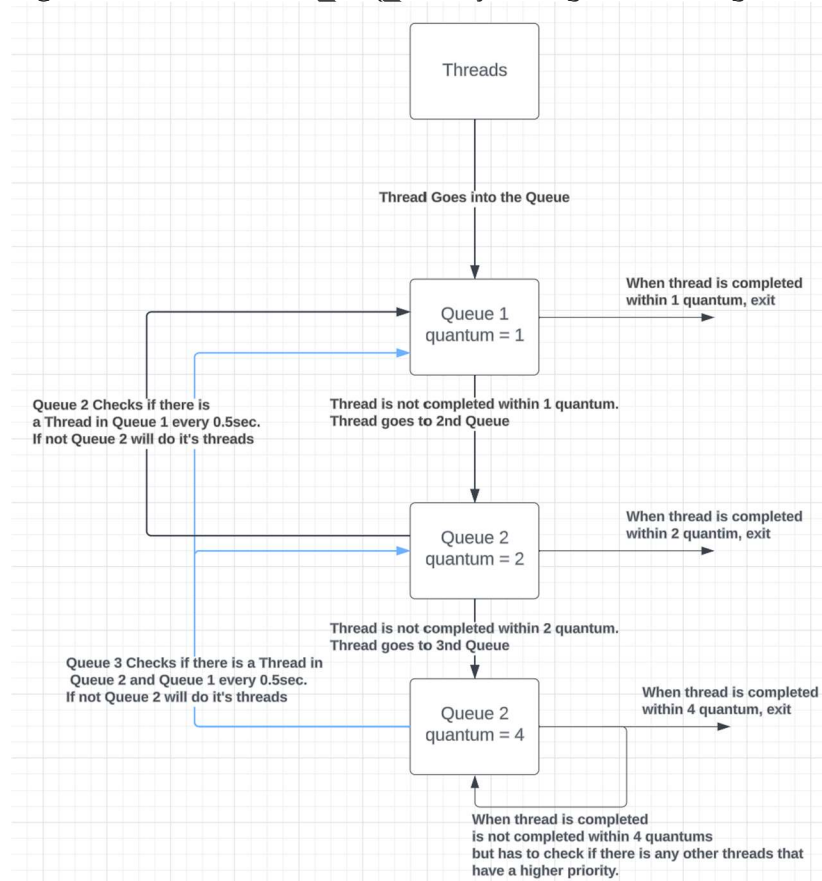 Threads
Thread Goes into the Queue
When thread is completed
within 1 quantum, exit
Queue 1
quantum = 1
Queue 2 Checks if there is
a Thread in Queue 1 every 0.5sec.
If not Queue 2 will do it's threads
Thread is not completed within 1 quantum.
Thread goes to 2nd Queue
When thread is completed
within 2 quantim, exit
Queue 2
quantum = 2
Thread is not completed within 2 quantum.
Thread goes to 3nd Queue
Queue 3 Checks if there is a Thread in
Queue 2 and Queue 1 every 0.5sec.
If not Queue 2 will do it's threads
When thread is completed
within 4 quantum, exit
Queue 2
quantum = 4
When thread is completed
is not completed within 4 quantums
but has to check if there is any other threads that
have a higher priority.